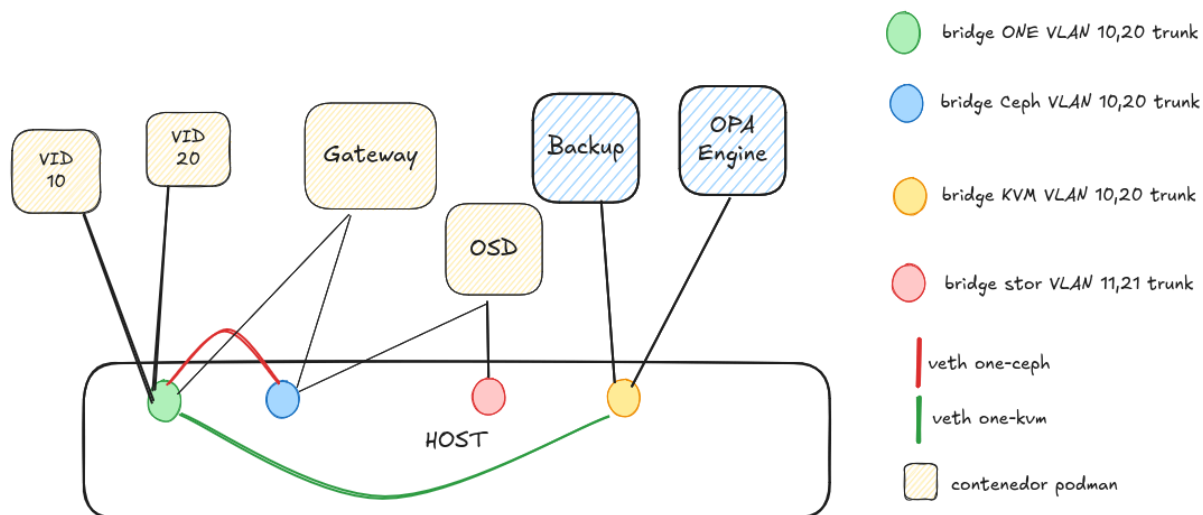 VID
10
VID
20
Gateway
OSD
Backup
OPA
Engine
HOST
bridge ONE VLAN 10,20 trunk
bridge Ceph VLAN 10,20 trunk
bridge KVM VLAN 10,20 trunk
bridge stor VLAN 11,21 trunk
veth one-ceph
veth one-kvm
contenedor podman